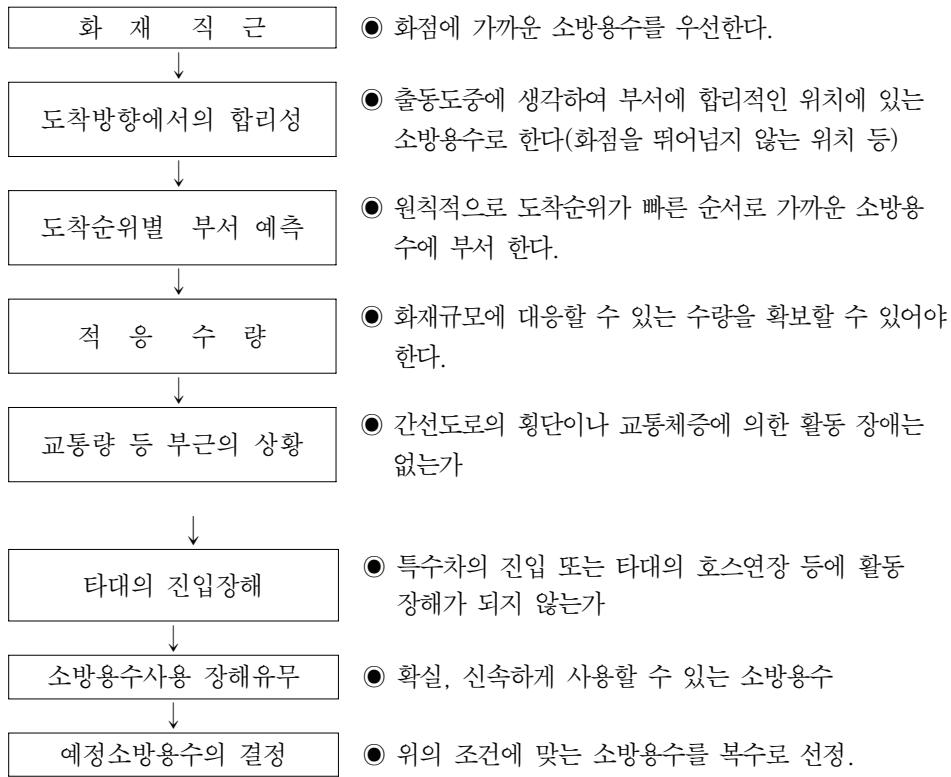 화 재 직 근
◉ 화점에 가까운 소방용수를 우선한다.
↓
도착방향에서의 합리성
◉ 출동도중에 생각하여 부서에 합리적인 위치에 있는
소방용수로 한다(화점을 뛰어넘지 않는 위치 등)
↓
도착순위별 부서 예측
◉ 원칙적으로 도착순위가 빠른 순서로 가까운 소방용
수에 부서 한다.
↓
적 응 수 량
◉ 화재규모에 대응할 수 있는 수량을 확보할 수 있어야
한다.
↓
교통량 등 부근의 상황
◉ 간선도로의 횡단이나 교통체증에 의한 활동 장애는
없는가
↓
타대의 진입장해
◉ 특수차의 진입 또는 타대의 호스연장 등에 활동
장해가 되지 않는가
↓
소방용수사용 장해유무
◉ 확실, 신속하게 사용할 수 있는 소방용수
↓
예정소방용수의 결정
◉ 위의 조건에 맞는 소방용수를 복수로 선정.